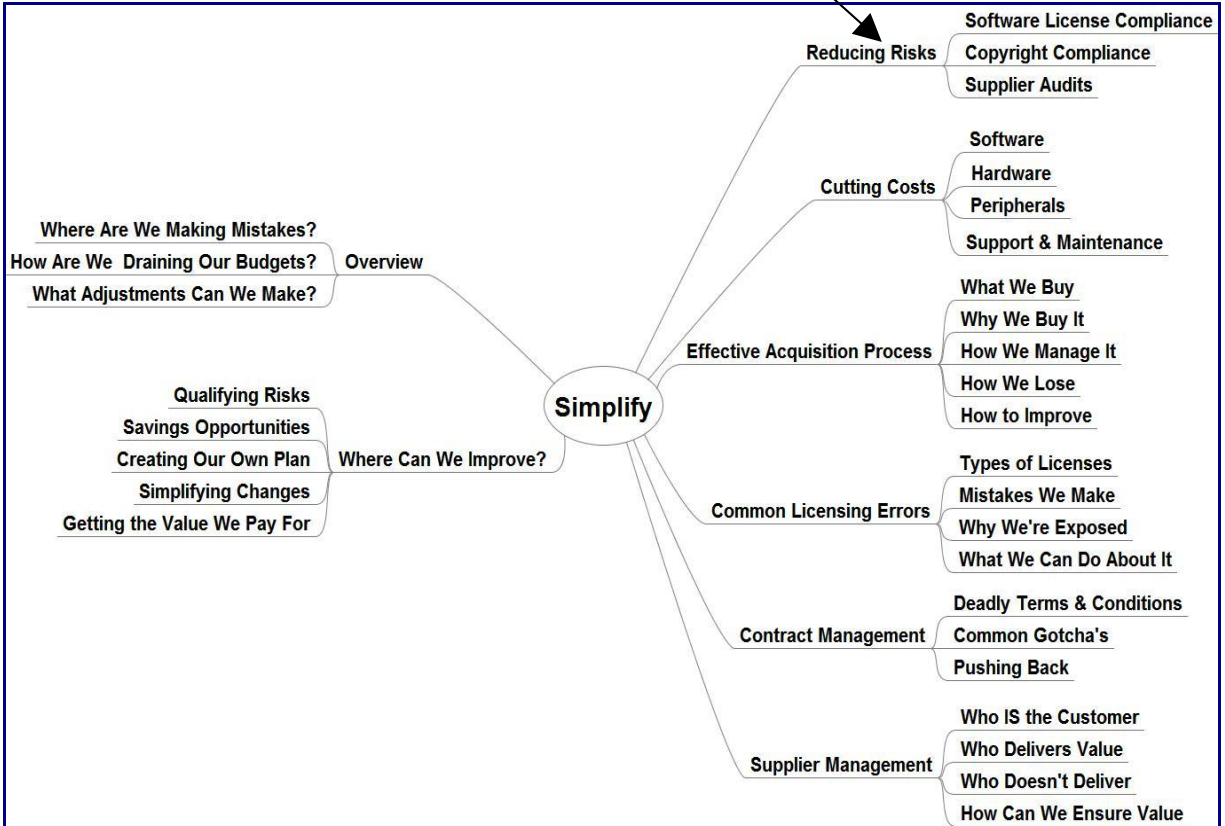 Reducing Risks
Software License Compliance
Copyright Compliance
Supplier Audits
Cutting Costs
Software
Hardware
Peripherals
Support & Maintenance
Where Are We Making Mistakes?
How Are We  Draining Our Budgets?
What Adjustments Can We Make?
Overview
Effective Acquisition Process
What We Buy
Why We Buy It
How We Manage It
How We Lose
How to Improve
Simplify
Qualifying Risks
Savings Opportunities
Creating Our Own Plan
Simplifying Changes
Getting the Value We Pay For
Where Can We Improve?
Common Licensing Errors
Types of Licenses
Mistakes We Make
Why We're Exposed
What We Can Do About It
Contract Management
Deadly Terms & Conditions
Common Gotcha's
Pushing Back
Supplier Management
Who IS the Customer
Who Delivers Value
Who Doesn't Deliver
How Can We Ensure Value